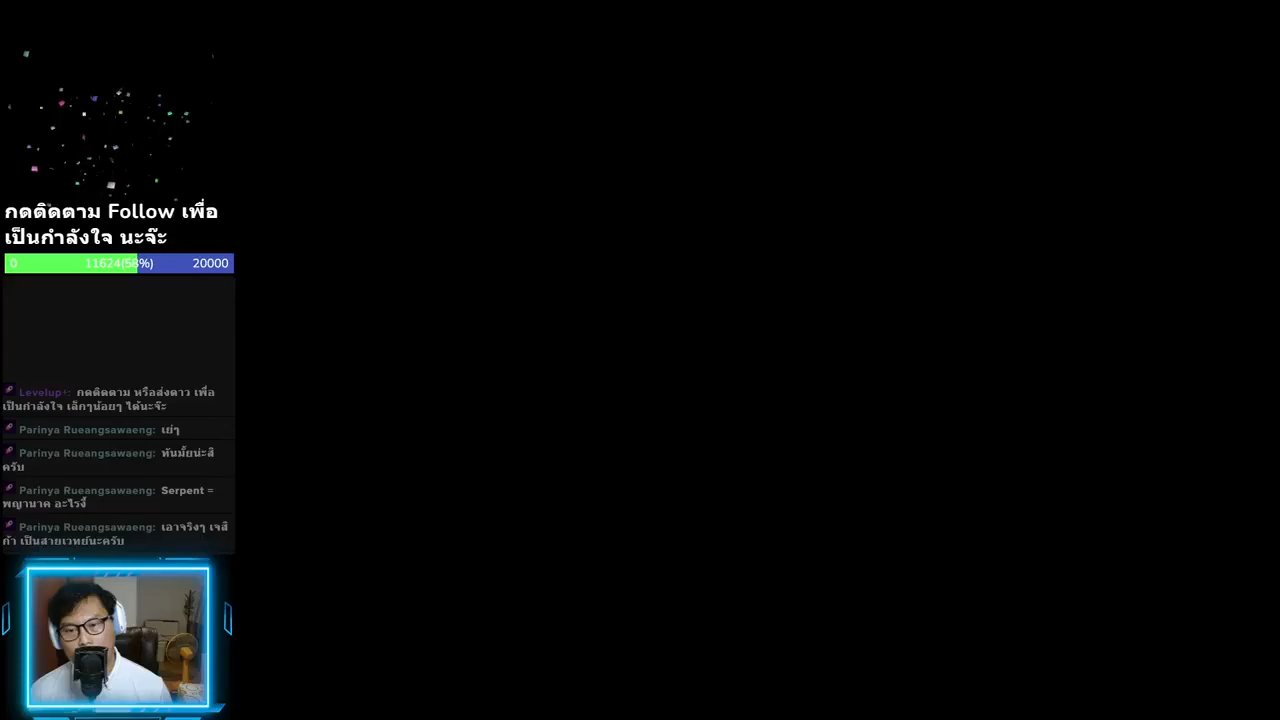 กดติดตาม Follow เพื่อ
เป็นกำลังใจ นะจ๊ะ
0 11624(58%) 20000
Levelup+: กดติดตาม หรือส่งดาว เพื่อ
เป็นกำลังใจ เล็กๆน้อยๆ ได้นะจ๊ะ
Parinya Rueangsawaeng: เย่ๆ
Parinya Rueangsawaeng: ทันมั้ยน่ะสิ
ครับ
Parinya Rueangsawaeng: Serpent =
พญานาค อะไรงี้
Parinya Rueangsawaeng: เอาจริงๆ เจสิ
ก้า เป็นสายเวทย์นะครับ